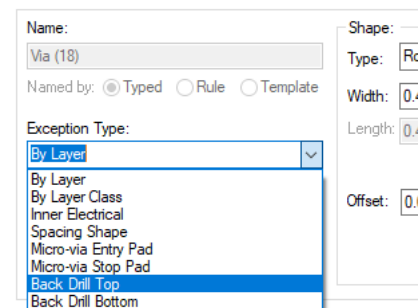 Name:
Via (18)
Named by: Typed Rule Template
Exception Type:
By Layer
By Layer
By Layer Class
Inner Electrical
Spacing Shape
Micro-via Entry Pad
Micro-via Stop Pad
Back Drill Top
Back Drill Bottom
Shape:
Type:
Width:
Length:
Offset: